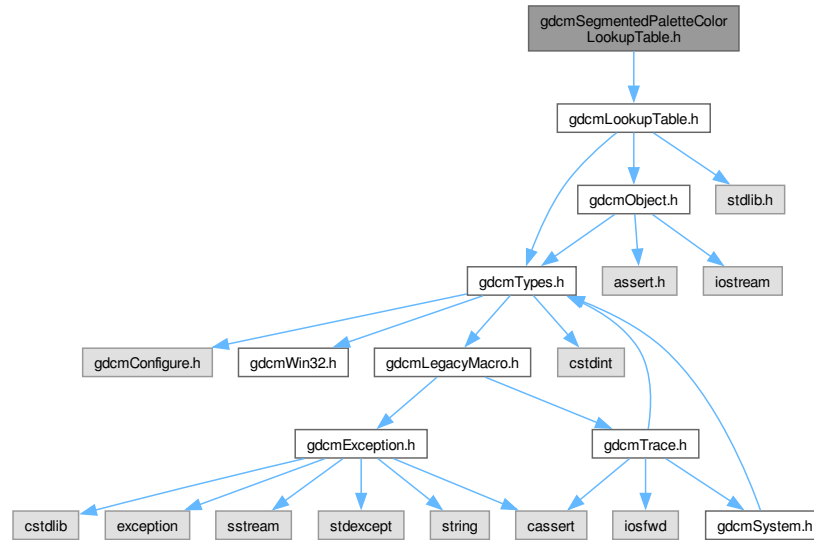 gdcmSegmentedPaletteColor
LookupTable.h
gdcmLookupTable.h
gdcmObject.h
stdlib.h
gdcmTypes.h
assert.h
iostream
gdcmConfigure.h
gdcmWin32.h
gdcmLegacyMacro.h
cstdint
gdcmException.h
gdcmTrace.h
cstdlib
exception
sstream
stdexcept
string
cassert
iosfwd
gdcmSystem.h